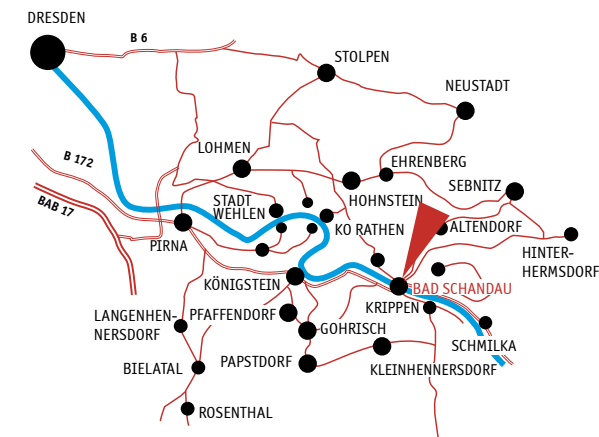 DRESDEN
B 6
STOLPEN
NEUSTADT
LOHMEN
B 172
EHRENBERG
BAB 17
SEBNITZ
STADT
WEHLEN
HOHNSTEIN
KO RATHEN
ALTENDORF
PIRNA
HINTER-
HERMSDORF
KÖNIGSTEIN
BAD SCHANDAU
KRIPPEN
LANGENHEN-
NERSDORF
PFAFFENDORF
GOHRISCH
SCHMILKA
BIELATAL
PAPSTDORF
KLEINHENNERSDORF
ROSENTHAL